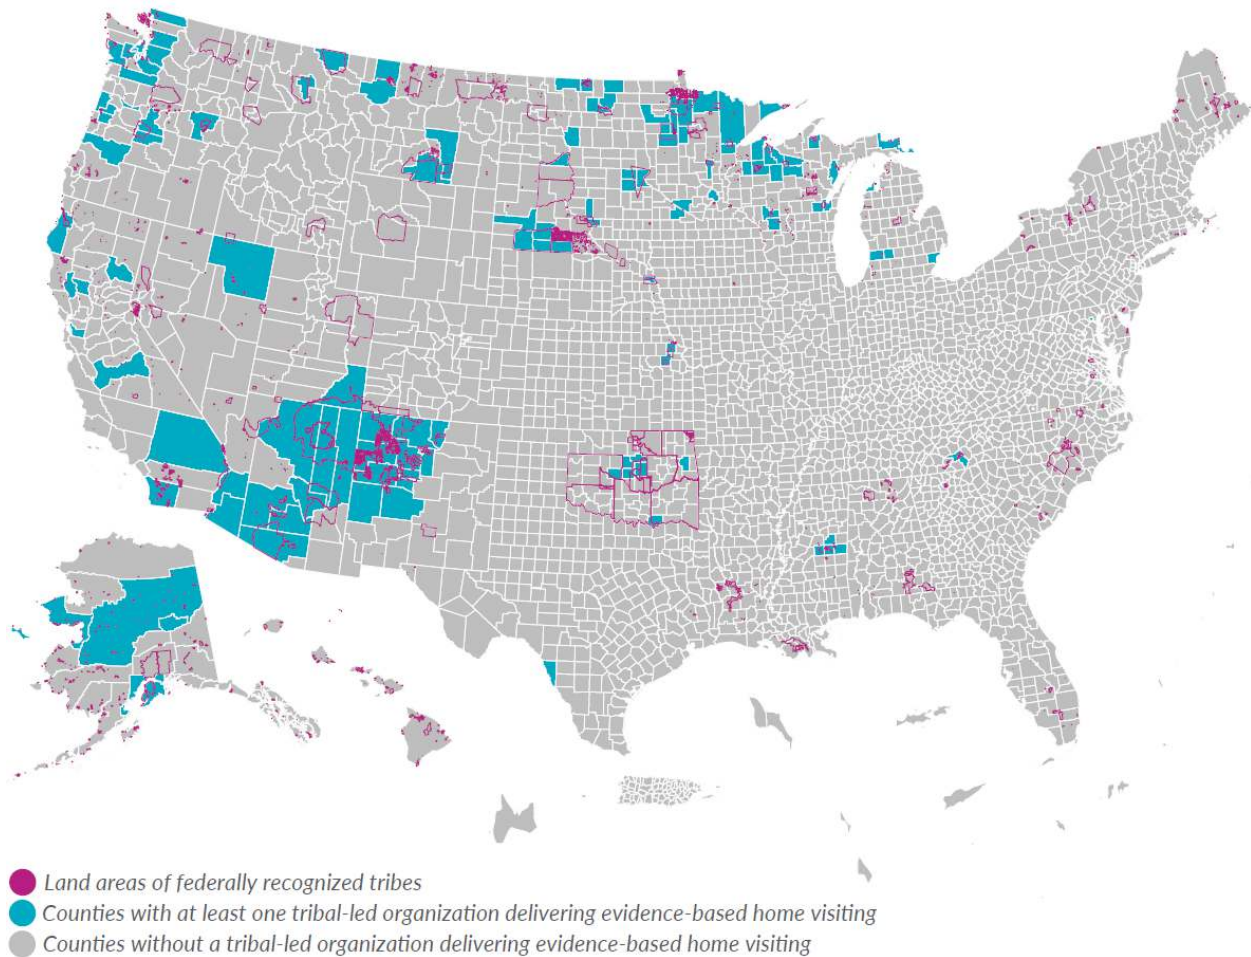 Land areas of federally recognized tribes
Counties with at least one tribal-led organization delivering evidence-based home visiting
Counties without a tribal-led organization delivering evidence-based home visiting